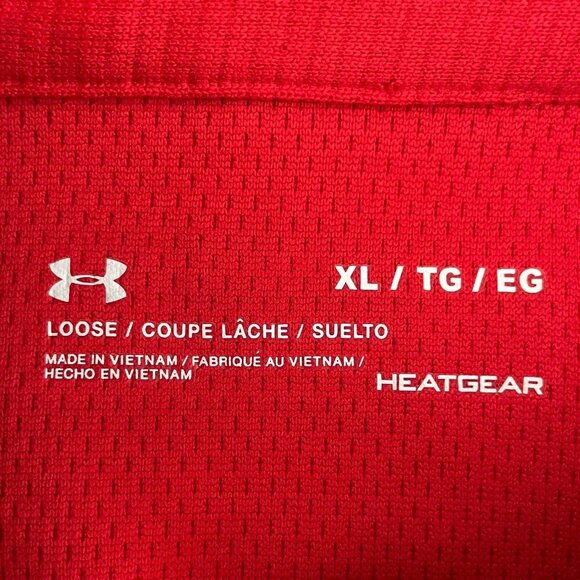 XL / TG / EG
LOOSE / COUPE LÂCHE / SUELTO
MADE IN VIETNAM / FABRIQUÉ AU VIETNAM /
HECHO EN VIETNAM
HEATGEAR